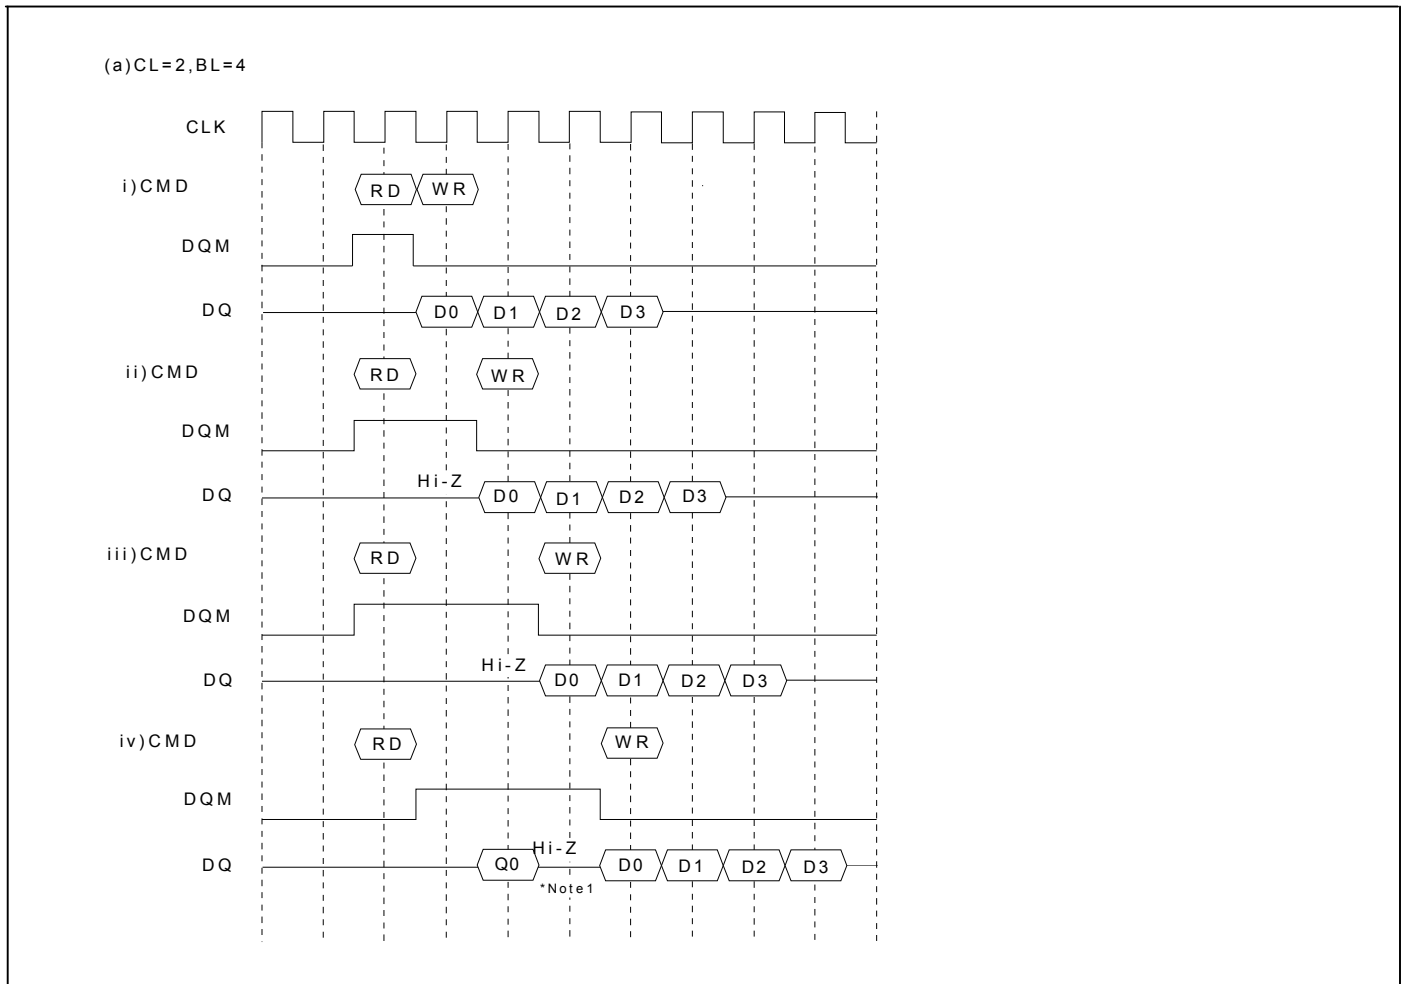 (a)CL=2,BL=4
CLK
i)CMD RD WR
DQM
DQ D0 D1 D2 D3
ii)CMD RD WR
DQM
Hi-Z
DQ D0 D1 D2 D3
iii)CMD RD WR
DQM
Hi-Z
DQ D0 D1 D2 D3
iv)CMD RD WR
DQM
Hi-Z
DQ Q0 D0 D1 D2 D3
*Note1